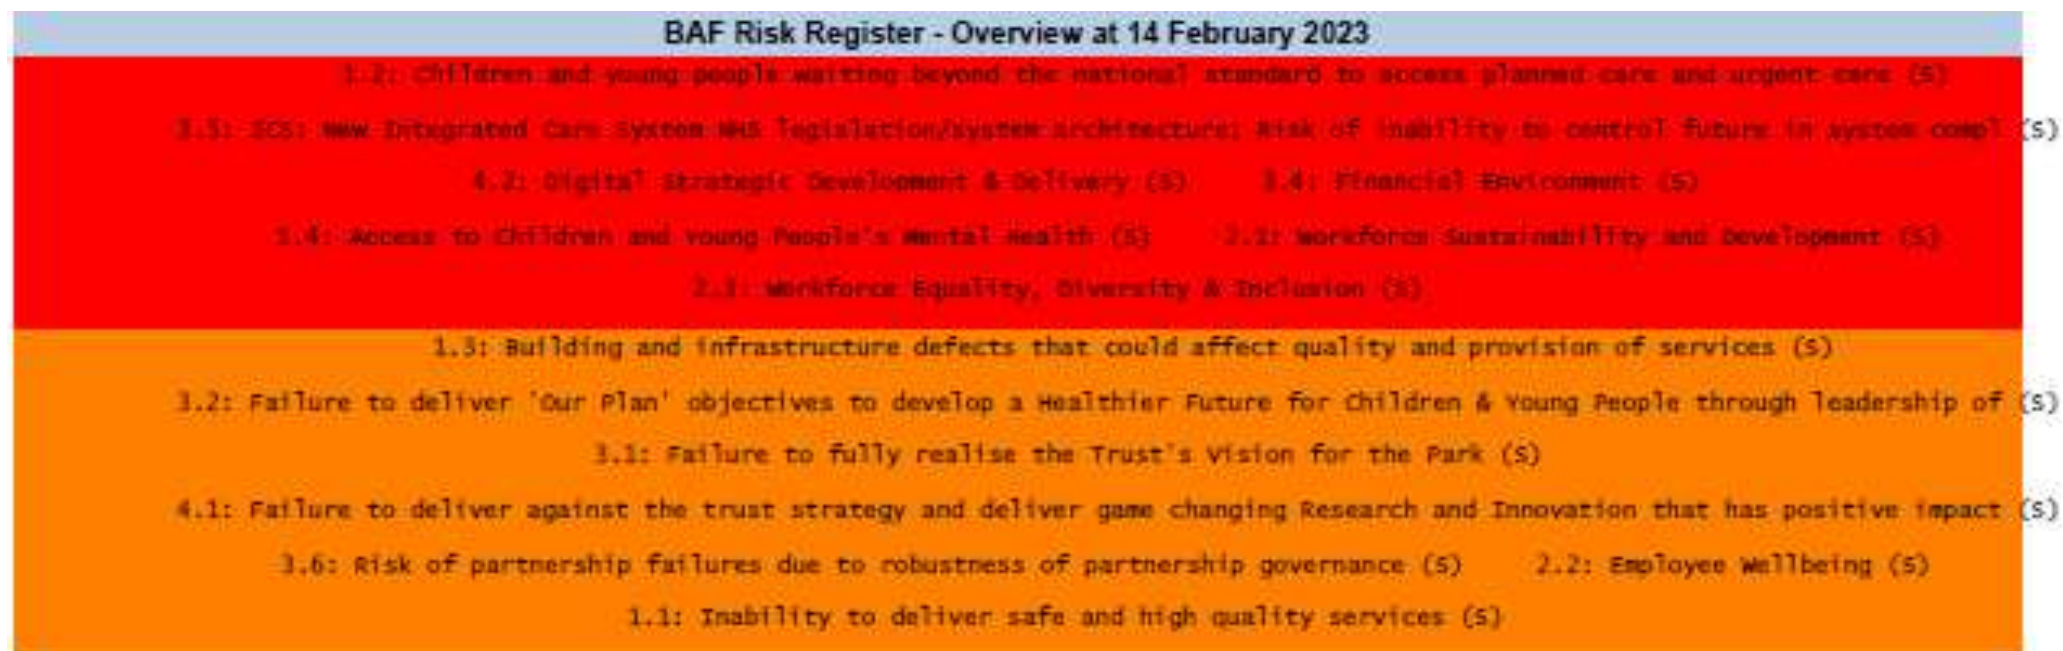 BAF Risk Register - Overview at 14 February 2023
1.2: Children and young people waiting beyond the national standard to access planned care and urgent care (S)
3.5: ICS: New Integrated Care System NHS legislation/system architecture: Risk of inability to control future in system compl (S)
4.2: Digital Strategic Development & Delivery (S) 3.4: Financial Environment (S)
1.4: Access to Children and Young People's Mental Health (S) 2.1: Workforce Sustainability and Development (S)
2.3: Workforce Equality, Diversity & Inclusion (S)
1.3: Building and infrastructure defects that could affect quality and provision of services (S)
3.2: Failure to deliver 'Our Plan' objectives to develop a Healthier Future for Children & Young People through leadership of (S)
3.1: Failure to fully realise the Trust's Vision for the Park (S)
4.1: Failure to deliver against the trust strategy and deliver game changing Research and Innovation that has positive impact (S)
3.6: Risk of partnership failures due to robustness of partnership governance (S) 2.2: Employee Wellbeing (S)
1.1: Inability to deliver safe and high quality services (S)